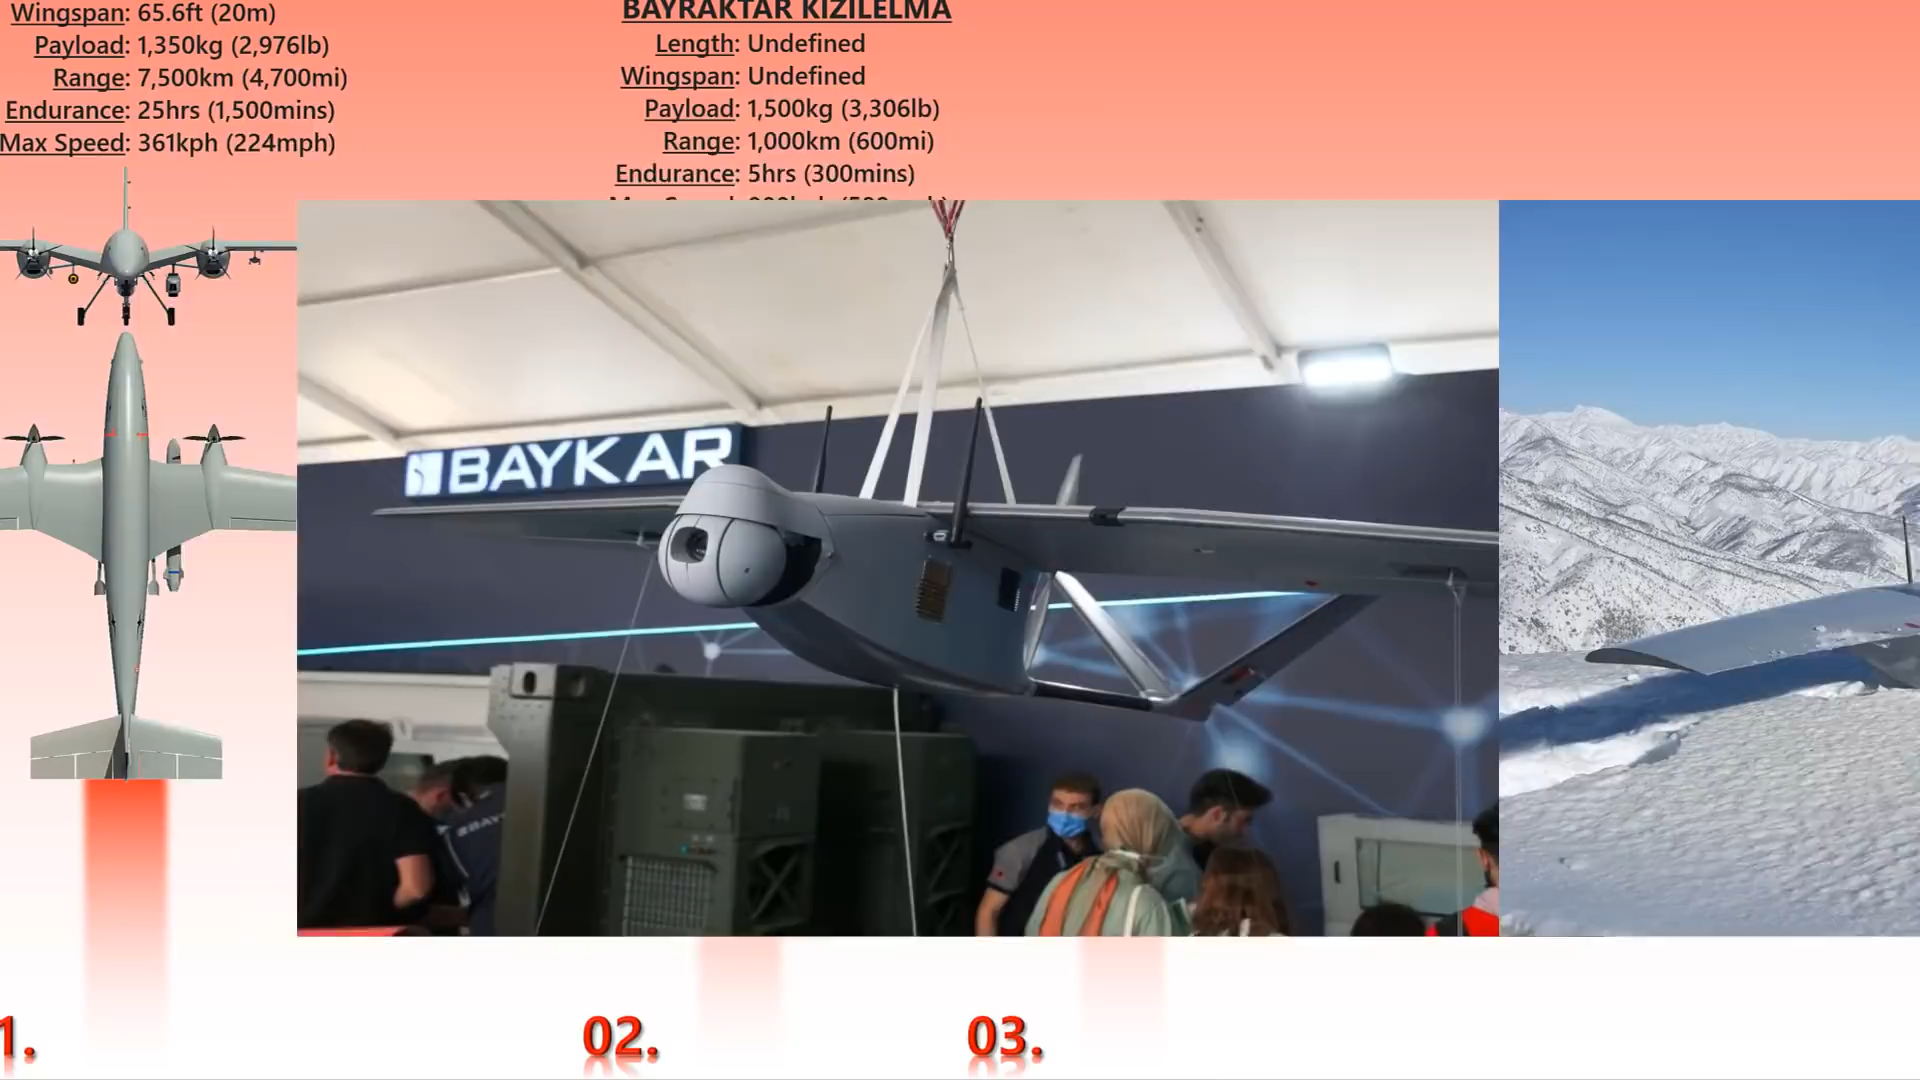 Wingspan: 65.6ft (20m)
Payload: 1,350kg (2,976lb)
Range: 7,500km (4,700mi)
Endurance: 25hrs (1,500mins)
Max Speed: 361kph (224mph)
BAYRAKTAR KIZILELMA
Length: Undefined
Wingspan: Undefined
Payload: 1,500kg (3,306lb)
Range: 1,000km (600mi)
Endurance: 5hrs (300mins)
BAYKAR
1.
02.
03.